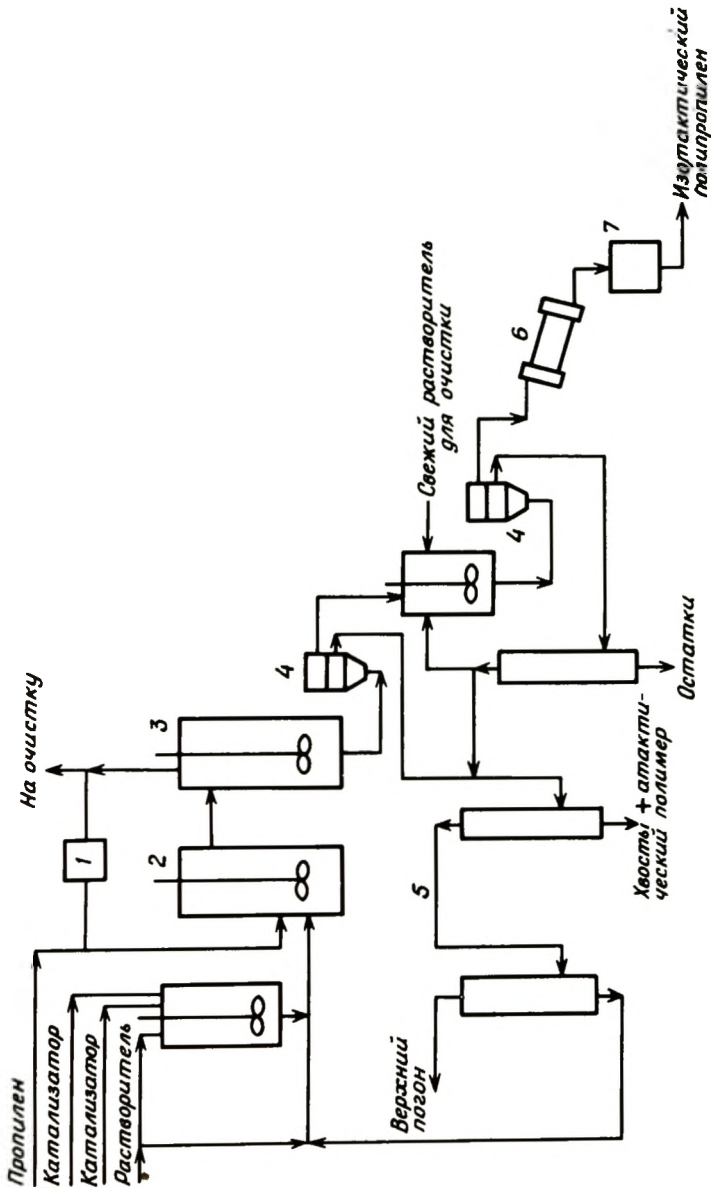 Пропилен
Катализатор
Катализатор
Растворитель
На очистку
1
2
3
4
Свежий растворитель
для очистки
4
6
7
Изотактический
полипропилен
5
Верхний
погон
Хвосты + атакти-
ческий полимер
Остатки